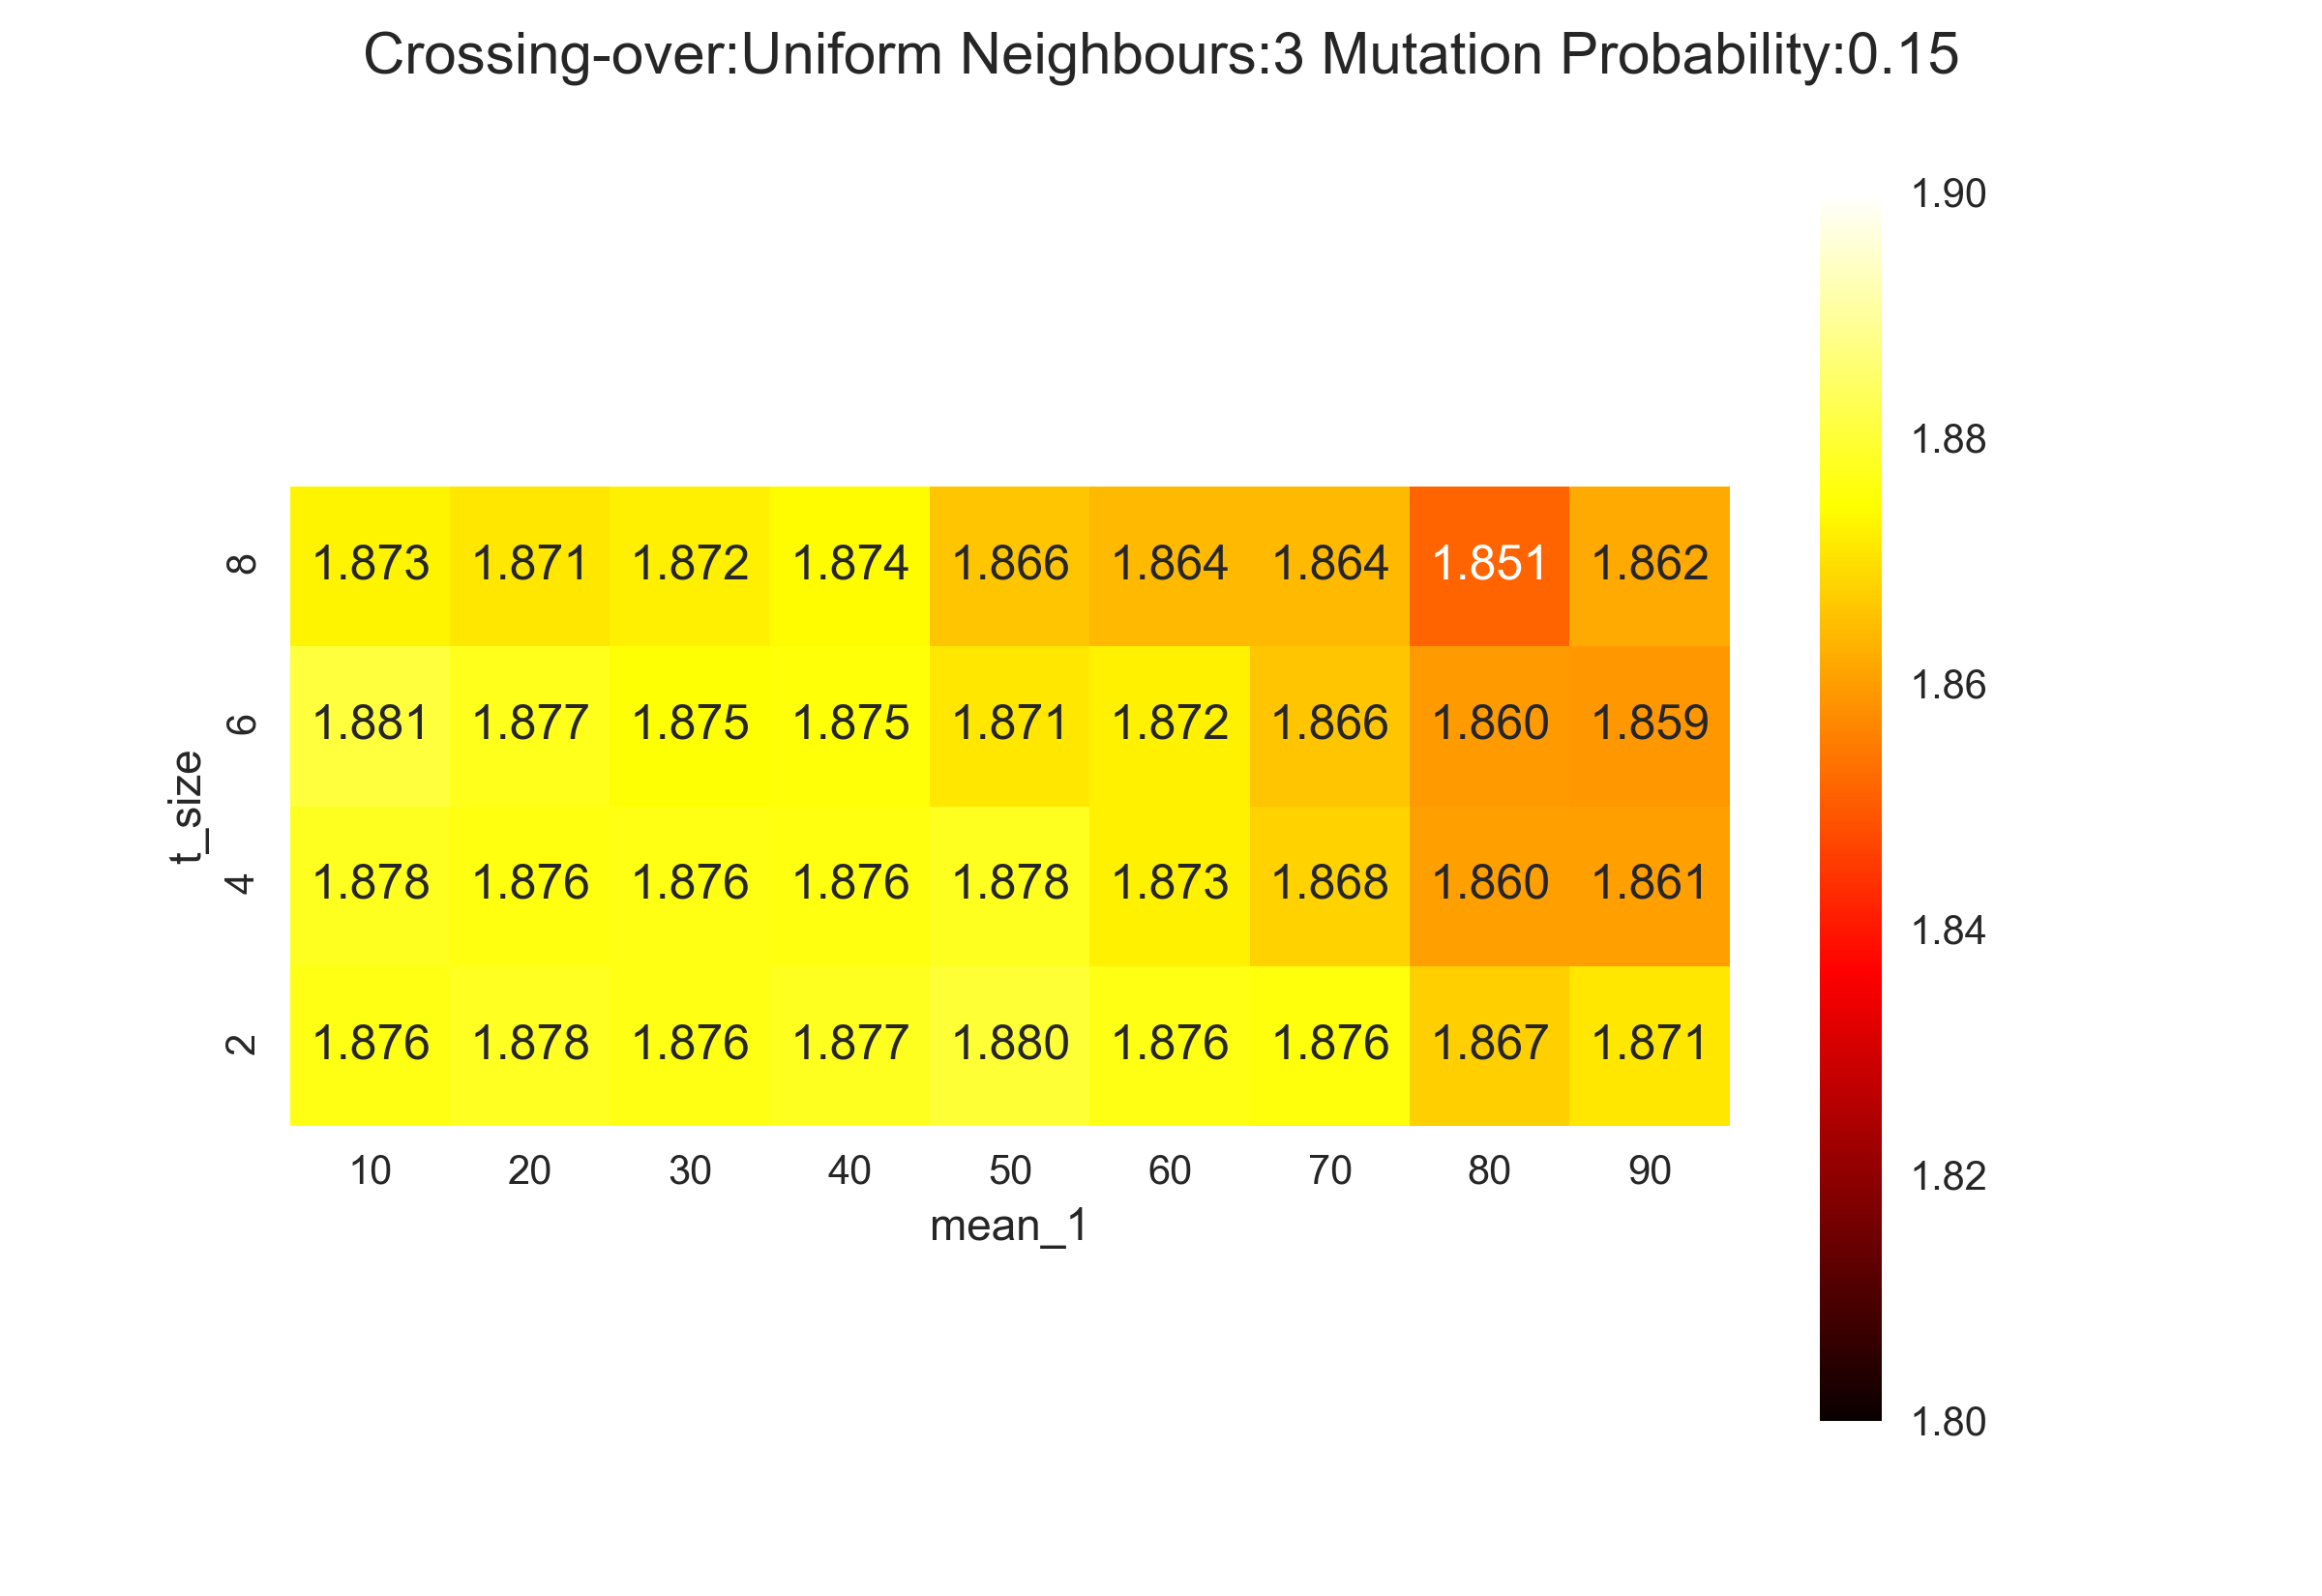 Crossing-over:Uniform Neighbours:3 Mutation Probability:0.15
t_size
8 1.873 1.871 1.872 1.874 1.866 1.864 1.864 1.851 1.862
6 1.881 1.877 1.875 1.875 1.871 1.872 1.866 1.860 1.859
4 1.878 1.876 1.876 1.876 1.878 1.873 1.868 1.860 1.861
2 1.876 1.878 1.876 1.877 1.880 1.876 1.876 1.867 1.871
10 20 30 40 50 60 70 80 90
mean_1
1.90
1.88
1.86
1.84
1.82
1.80